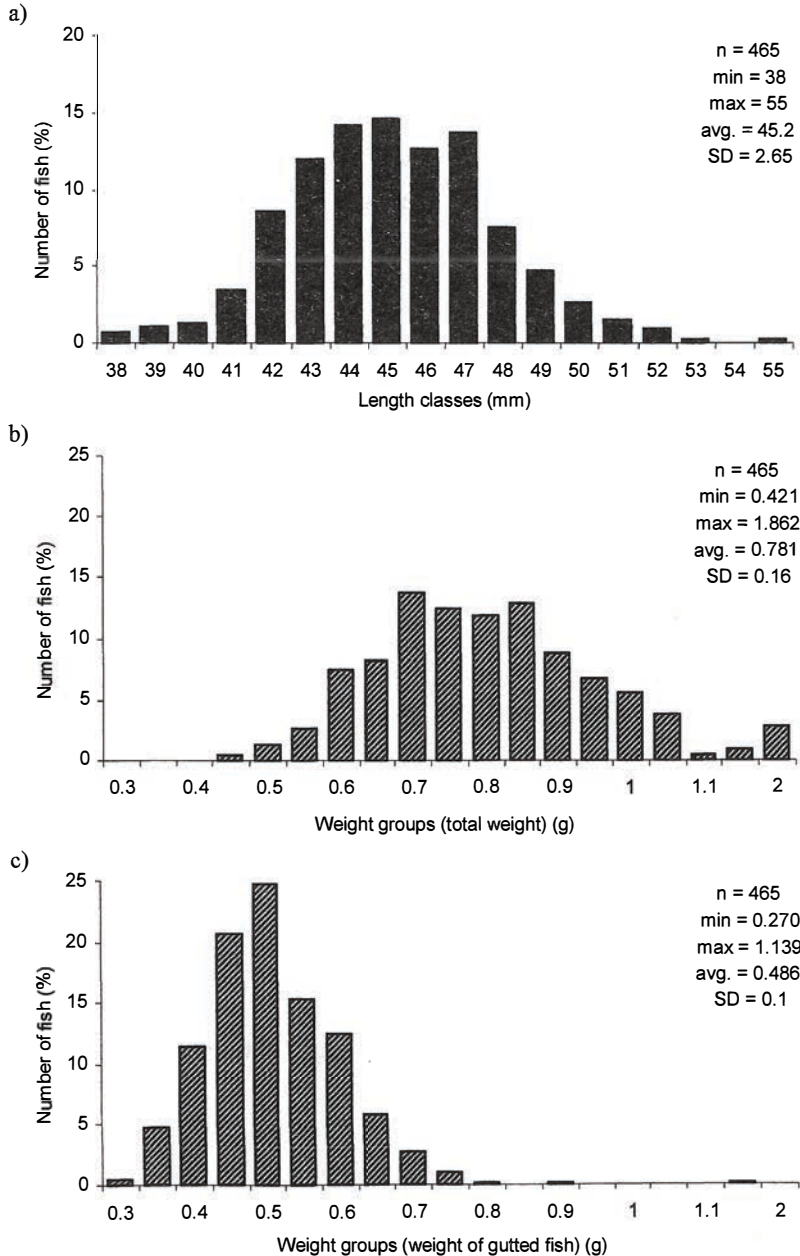 a)
20
15
10
5
0
Number of fish (%)
n = 465
min = 38
max = 55
avg. = 45.2
SD = 2.65
38 39 40 41 42 43 44 45 46 47 48 49 50 51 52 53 54 55
Length classes (mm)
b)
25
20
15
10
5
0
Number of fish (%)
n = 465
min = 0.421
max = 1.862
avg. = 0.781
SD = 0.16
0.3 0.4 0.5 0.6 0.7 0.8 0.9 1 1.1 2
Weight groups (total weight) (g)
c)
25
20
15
10
5
0
Number of fish (%)
n = 465
min = 0.270
max = 1.139
avg. = 0.486
SD = 0.1
0.3 0.4 0.5 0.6 0.7 0.8 0.9 1 1.1 2
Weight groups (weight of gutted fish) (g)